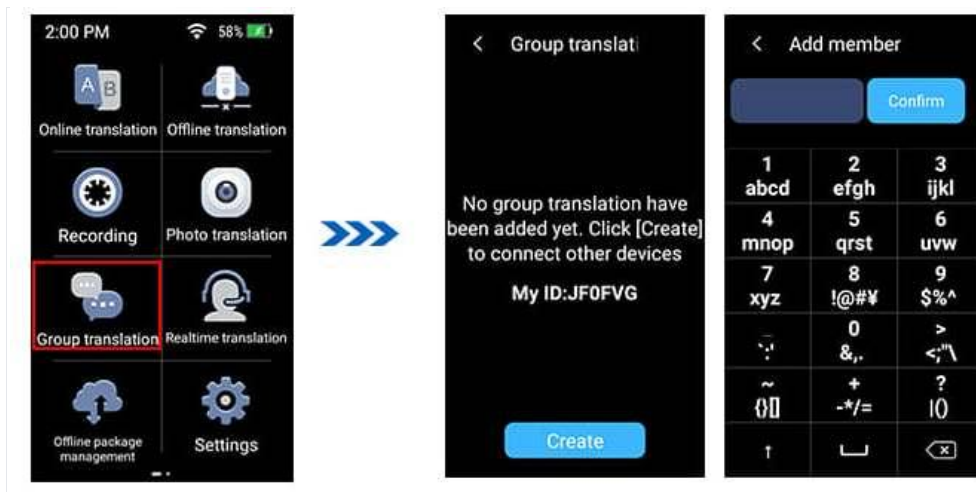 2:00 PM 58%
A B
Online translation Offline translation
Recording Photo translation
Group translation Realtime translation
Offline package
management
Settings
Group translati
No group translation have
been added yet. Click [Create]
to connect other devices
My ID:JF0FVG
Create
Add member
Confirm
1 2 3
abcd efgh ijkl
4 5 6
mnop qrst uvw
7 8 9
xyz !@#¥ $%^
0 >
&,. <;"\
~ + ?
{}[] -*/= |()